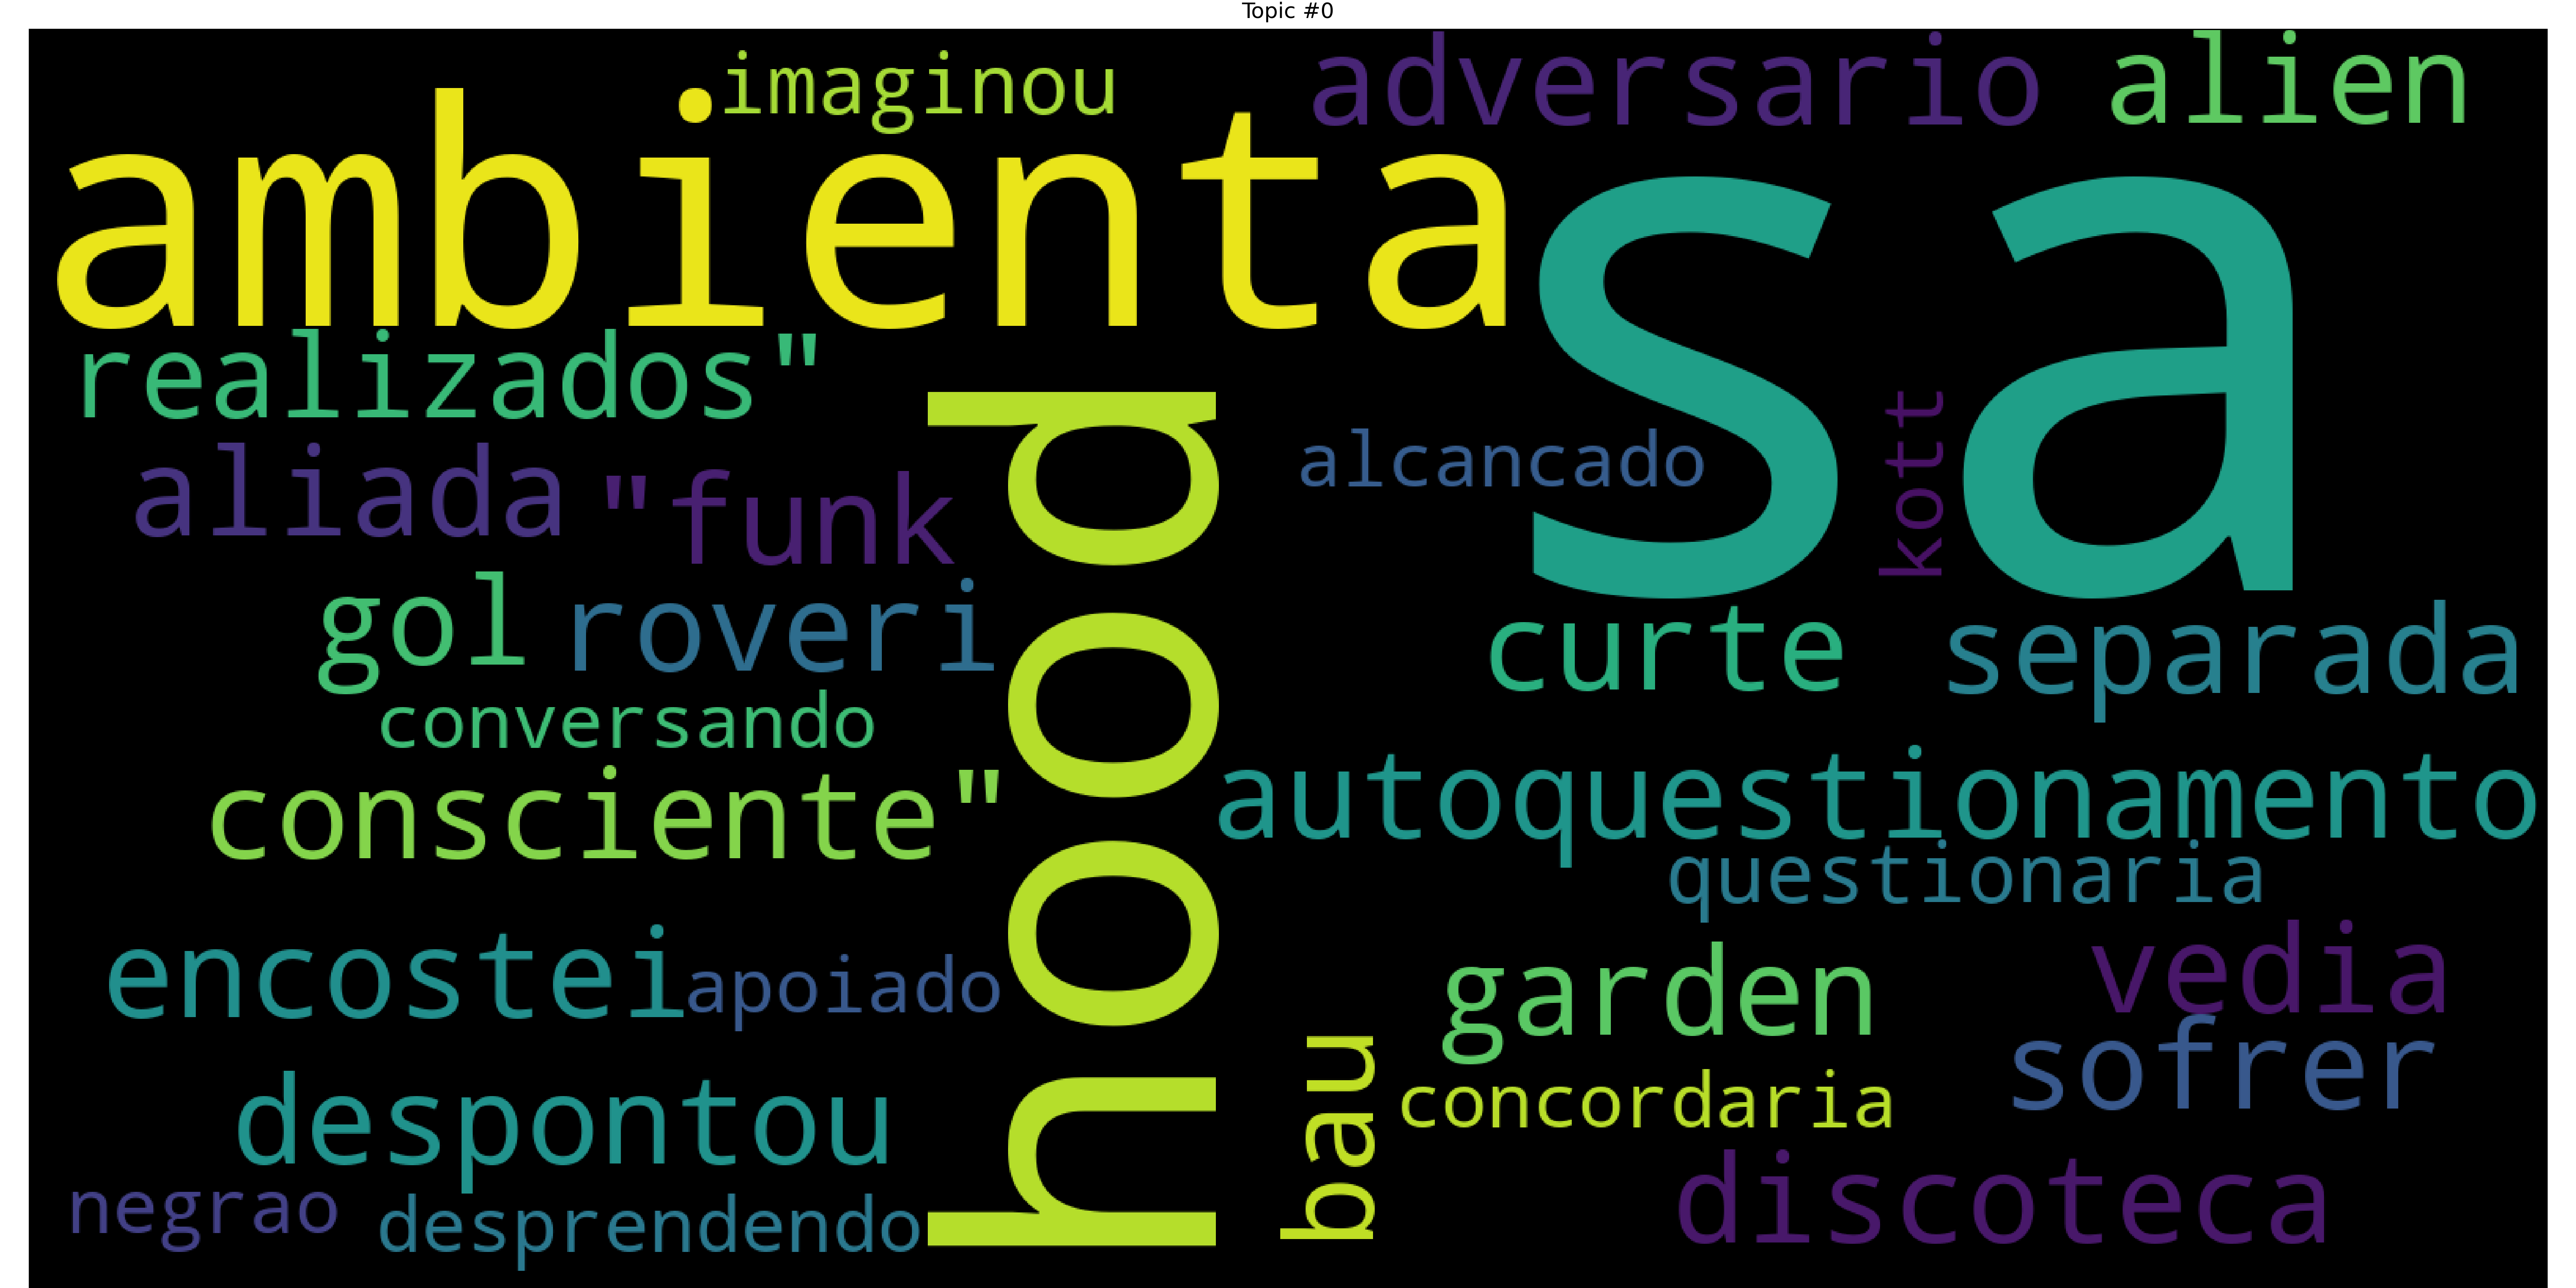 Topic #0
imaginou
adversario
alien
ambienta
sa
realizados"
hood
alcancado
kott
aliada
"funk
gol
roveri
curte
separada
conversando
consciente"
autoquestionamento
questionaria
encostei
apoiado
garden
vedia
bau
concordaria
sofrer
despontou
discoteca
negrao
desprendendo